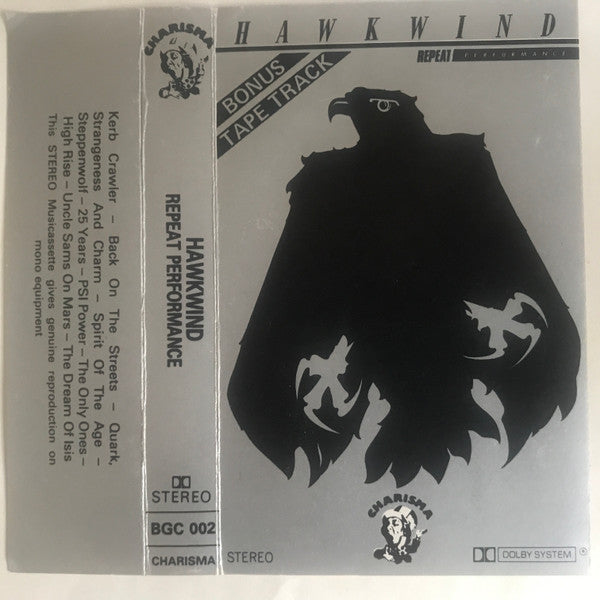 HAWKWIND
REPEAT PERFORMANCE
BONUS
TAPE TRACK
CHARISMA
STEREO
DOLBY SYSTEM
CHARISMA
HAWKWIND
REPEAT PERFORMANCE
STEREO
BGC 002
CHARISMA
Kerb Crawler – Back On The Streets – Quark,
Strangeness And Charm – Spirit Of The Age –
Steppenwolf – 25 Years – PSI Power – The Only Ones –
High Rise – Uncle Sams On Mars – The Dream Of Isis
This STEREO Musicassette gives genuine reproduction on
mono equipment